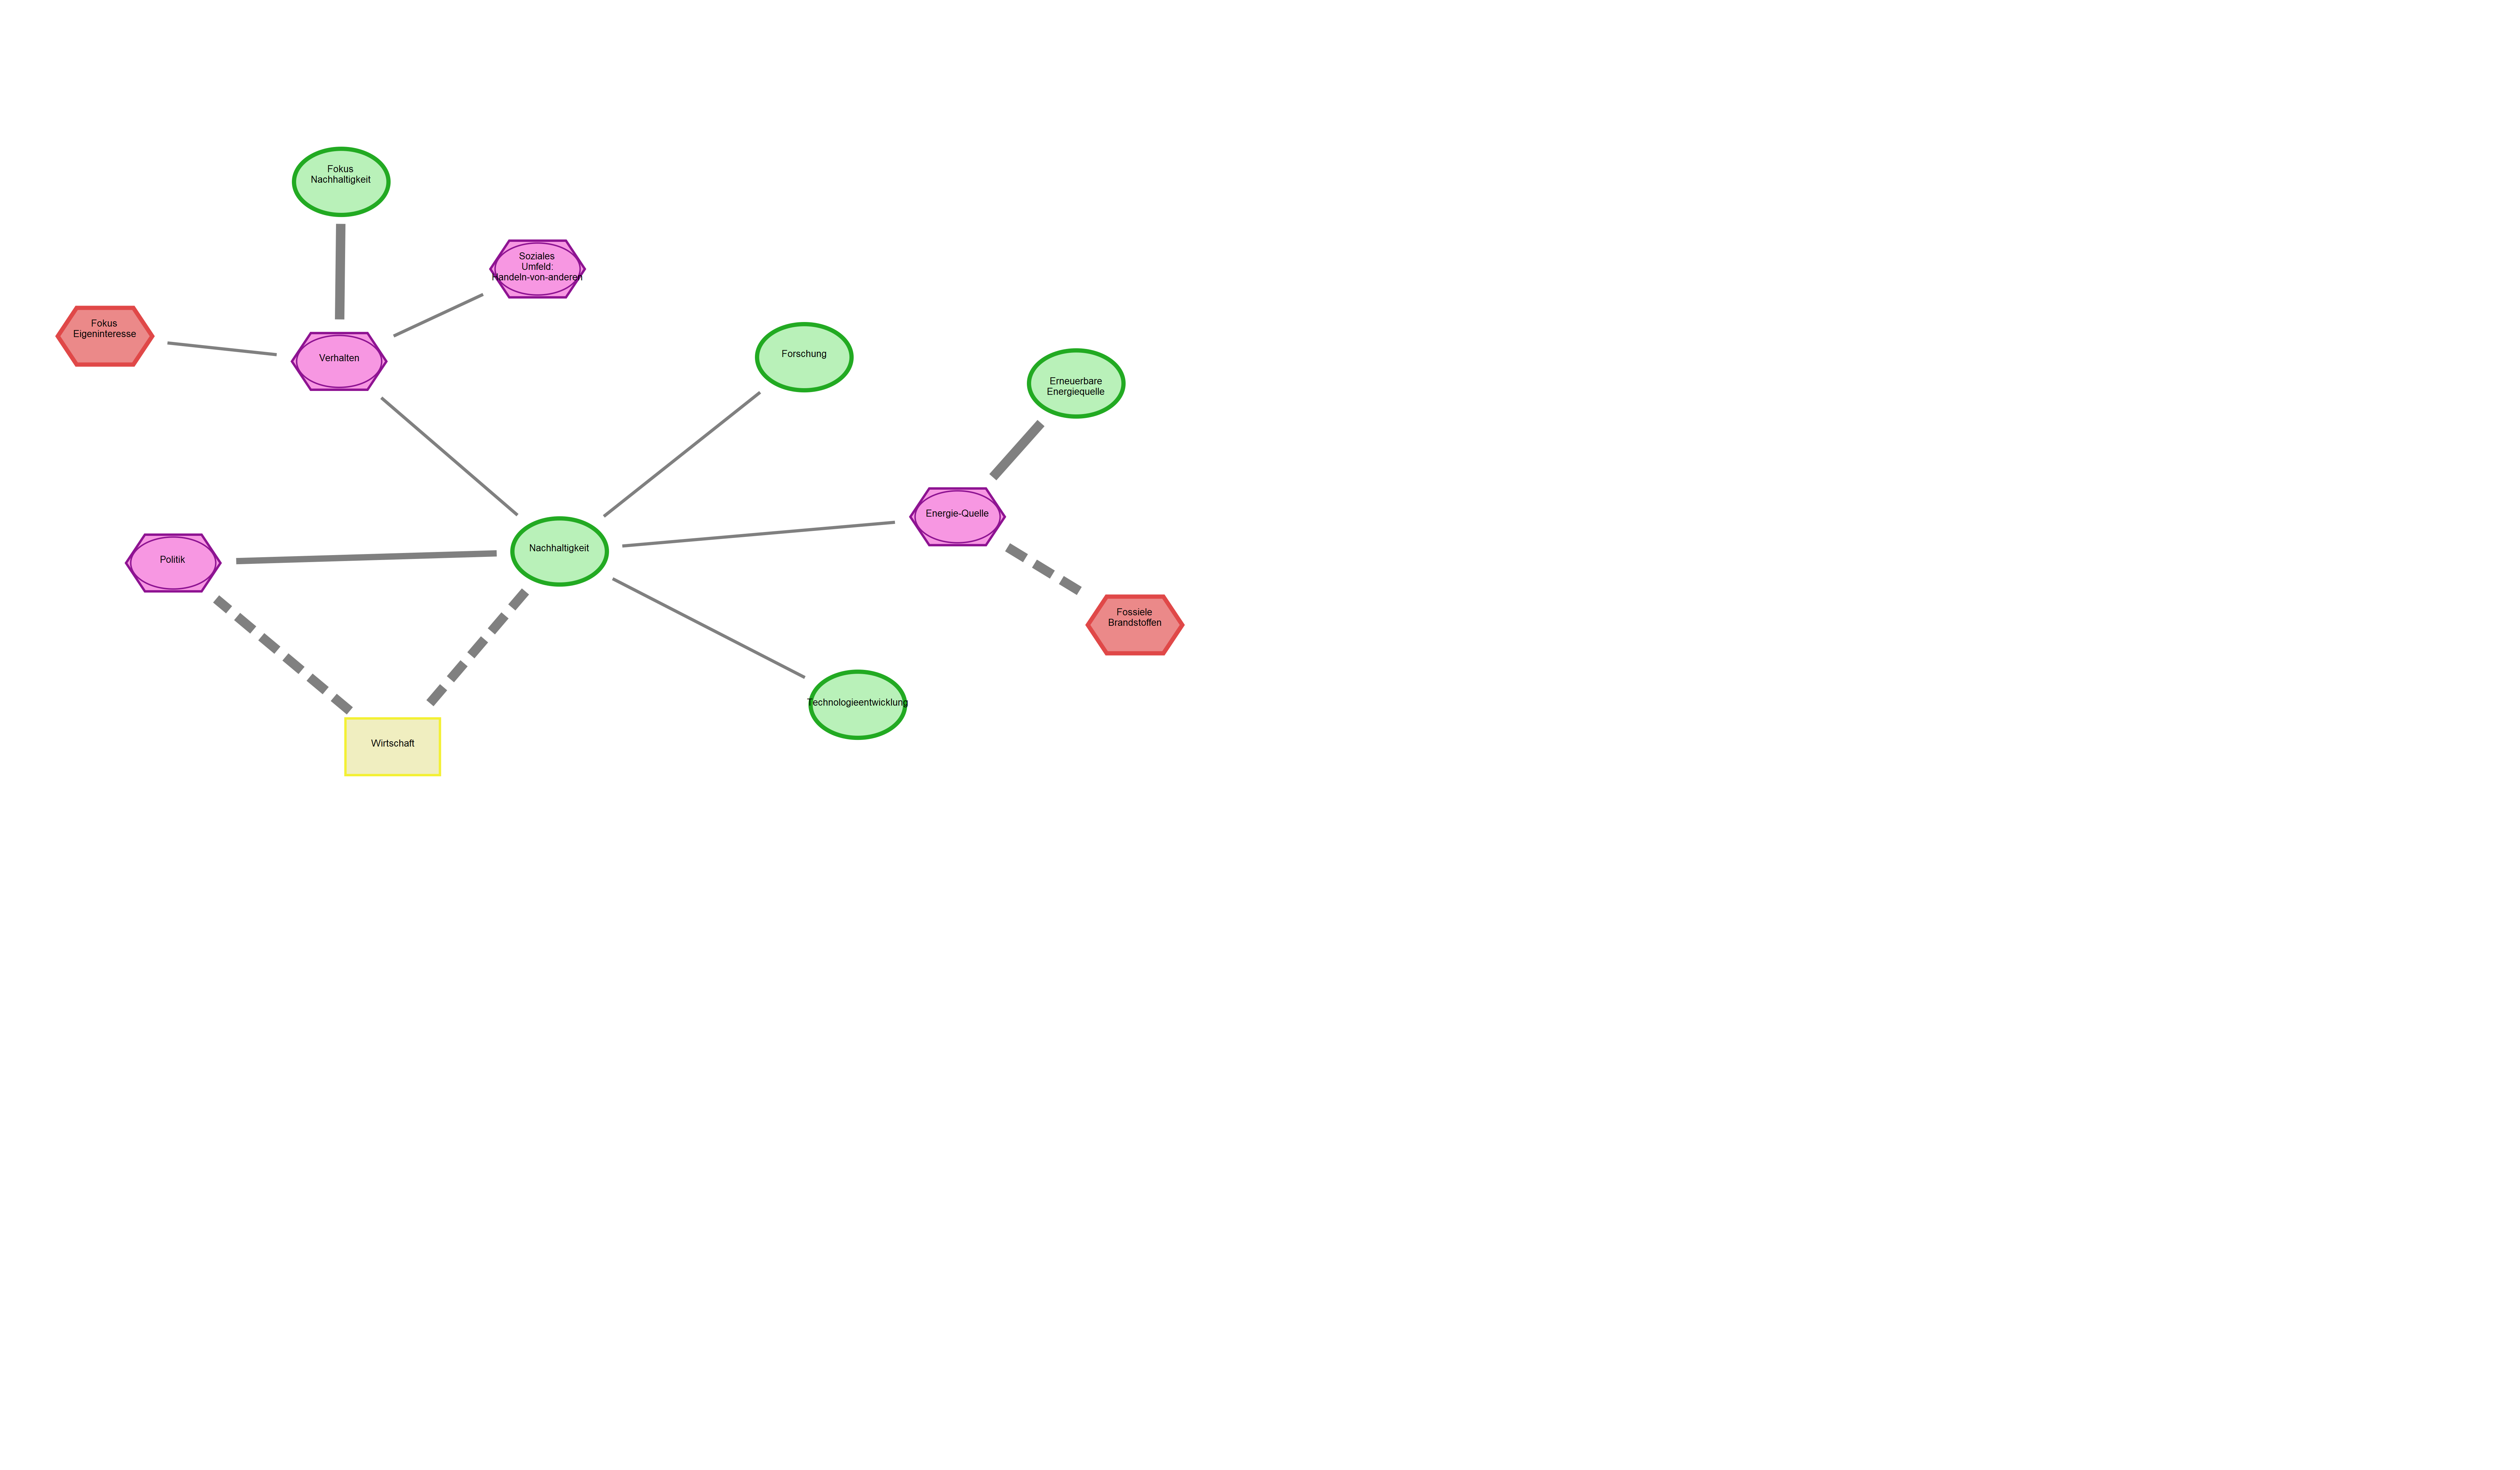 Fokus
Nachhaltigkeit
Soziales
Umfeld:
Handeln-von-anderen
Fokus
Eigeninteresse
Verhalten
Forschung
Erneuerbare
Energiequelle
Energie-Quelle
Nachhaltigkeit
Politik
Fossiele
Brandstoffen
Technologieentwicklung
Wirtschaft